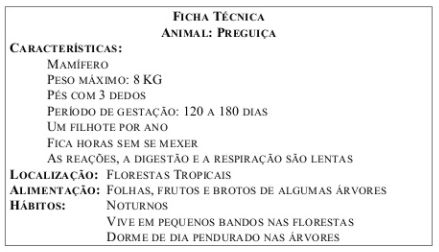 FICHA TÉCNICA
ANIMAL: PREGUIÇA
CARACTERÍSTICAS:
MAMÍFERO
PESO MÁXIMO: 8 KG
PÉS COM 3 DEDOS
PERÍODO DE GESTAÇÃO: 120 A 180 DIAS
UM FILHOTE POR ANO
FICA HORAS SEM SE MEXER
AS REAÇÕES, A DIGESTÃO E A RESPIRAÇÃO SÃO LENTAS
LOCALIZAÇÃO: FLORESTAS TROPICAIS
ALIMENTAÇÃO: FOLHAS, FRUTOS E BROTOS DE ALGUMAS ÁRVORES
HÁBITOS: NOTURNOS
VIVE EM PEQUENOS BANDOS NAS FLORESTAS
DORME DE DIA PENDURADO NAS ÁRVORES